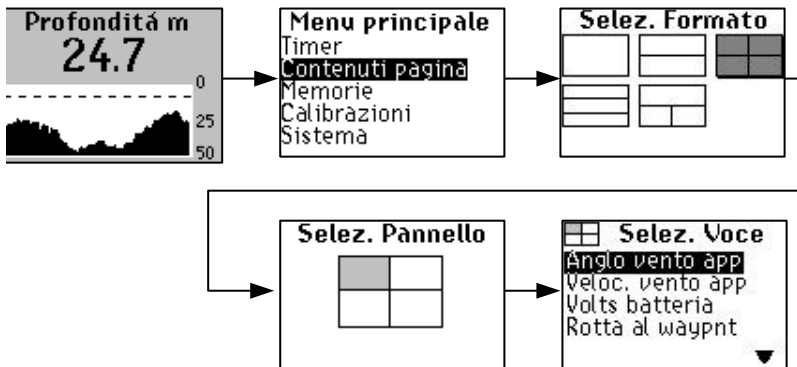 Profonditá m
24.7
0
25
50
Menu principale
Timer
Contenuti pagina
Memorie
Calibrazioni
Sistema
Selez. Formato
Selez. Pannello
Selez. Voce
Anglo vento app
Veloc. vento app
Volts batteria
Rotta al waypnt